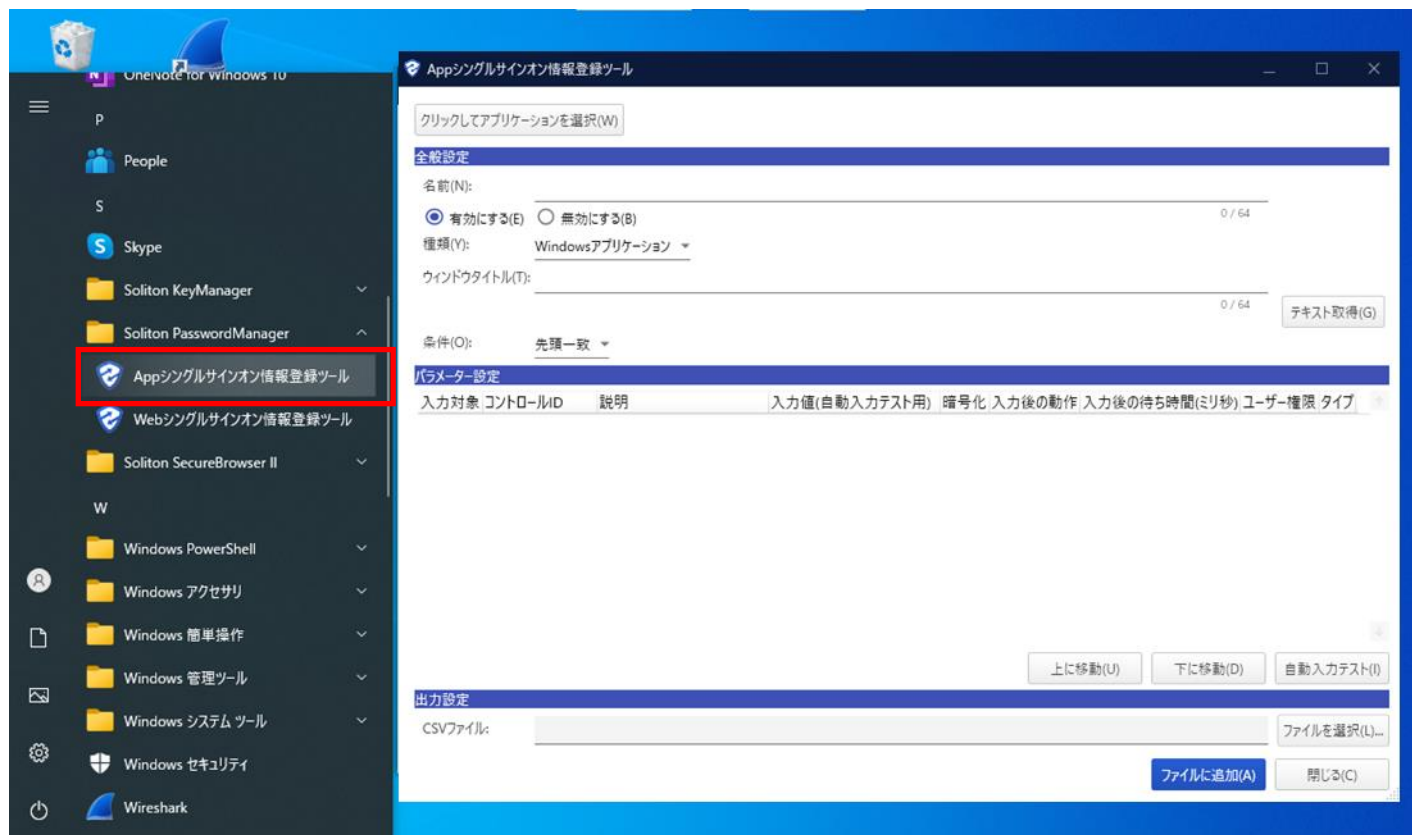 OneNote for Windows 10
P
People
S
Skype
Soliton KeyManager
Soliton PasswordManager
Appシングルサインオン情報登録ツール
Webシングルサインオン情報登録ツール
Soliton SecureBrowser II
W
Windows PowerShell
Windows アクセサリ
Windows 簡単操作
Windows 管理ツール
Windows システム ツール
Windows セキュリティ
Wireshark
Appシングルサインオン情報登録ツール
クリックしてアプリケーションを選択(W)
全般設定
名前(N):
0 / 64
有効にする(E) 無効にする(B)
種類(Y): Windowsアプリケーション
ウィンドウタイトル(T):
0 / 64
テキスト取得(G)
条件(O): 先頭一致
パラメーター設定
入力対象 コントロールID 説明 入力値(自動入力テスト用) 暗号化 入力後の動作 入力後の待ち時間(ミリ秒) ユーザー権限 タイプ
上に移動(U) 下に移動(D) 自動入力テスト(I)
出力設定
CSVファイル: ファイルを選択(L)...
ファイルに追加(A) 閉じる(C)